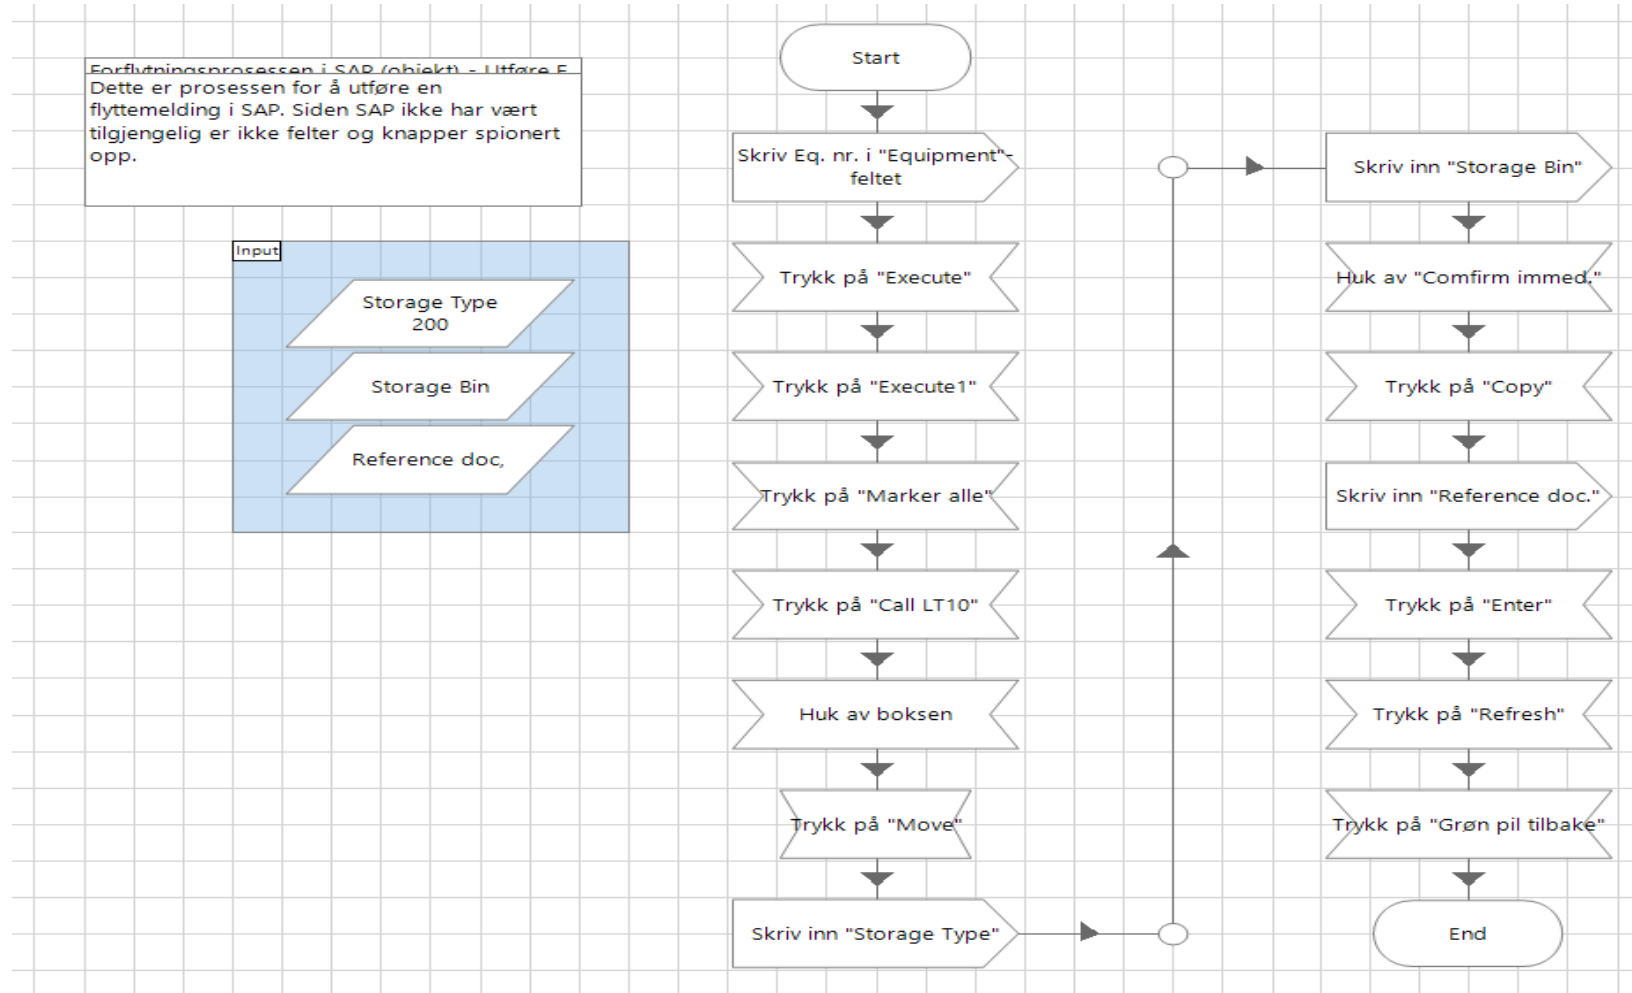 Forflytningsprosessen i SAP (objekt) - Utføre F
Dette er prosessen for å utføre en
flyttemelding i SAP. Siden SAP ikke har vært
tilgjengelig er ikke felter og knapper spionert
opp.
Input
Storage Type
200
Storage Bin
Reference doc,
Start
Skriv Eq. nr. i "Equipment"-
feltet
Trykk på "Execute"
Trykk på "Execute1"
Trykk på "Marker alle"
Trykk på "Call LT10"
Huk av boksen
Trykk på "Move"
Skriv inn "Storage Type"
Skriv inn "Storage Bin"
Huk av "Comfirm immed."
Trykk på "Copy"
Skriv inn "Reference doc."
Trykk på "Enter"
Trykk på "Refresh"
Trykk på "Grøn pil tilbake"
End